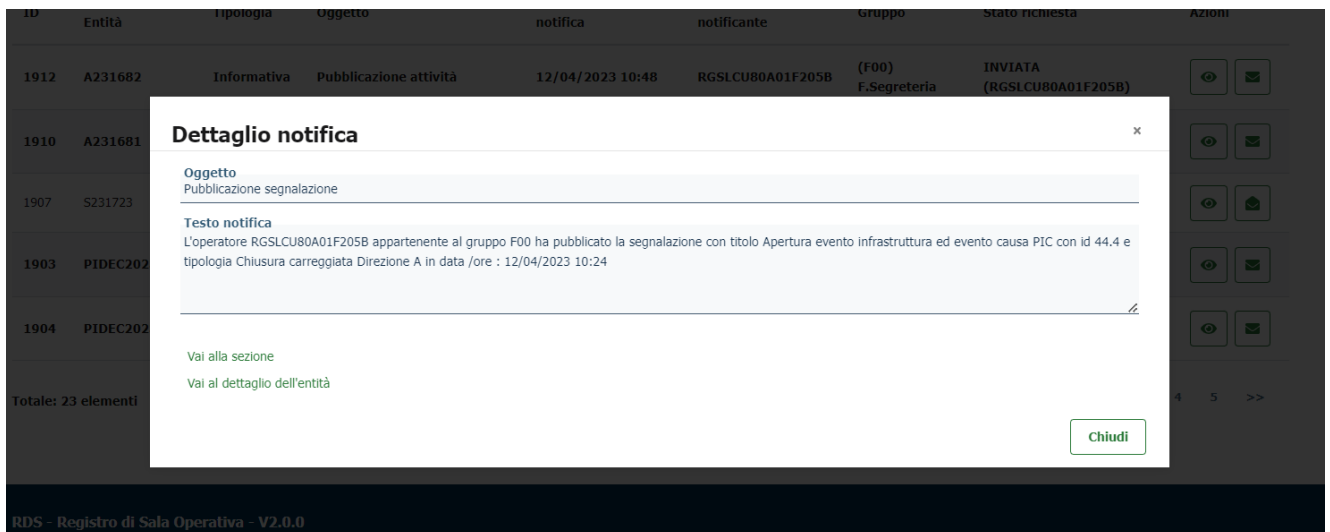 ID Entità Tipologia Oggetto notifica notificante Gruppo Stato richiesta Azioni
1912 A231682 Informativa Pubblicazione attività 12/04/2023 10:48 RGSLCU80A01F205B (F00) F.Segreteria INVIATA (RGSLCU80A01F205B)
Dettaglio notifica ×
1910 A231681
Oggetto
Pubblicazione segnalazione
1907 S231723
Testo notifica
L'operatore RGSLCU80A01F205B appartenente al gruppo F00 ha pubblicato la segnalazione con titolo Apertura evento infrastruttura ed evento causa PIC con id 44.4 e
tipologia Chiusura carreggiata Direzione A in data /ore : 12/04/2023 10:24
1903 PIDEC202
1904 PIDEC202
Vai alla sezione
Vai al dettaglio dell'entità
Totale: 23 elementi 4 5 >>
Chiudi
RDS - Registro di Sala Operativa - V2.0.0